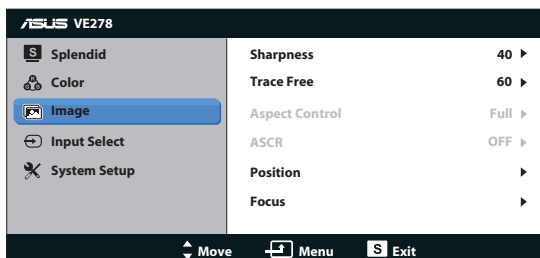 ASUS VE278
S Splendid
Color
Image
Input Select
System Setup
Sharpness 40
Trace Free 60
Aspect Control Full
ASCR OFF
Position
Focus
Move Menu S Exit